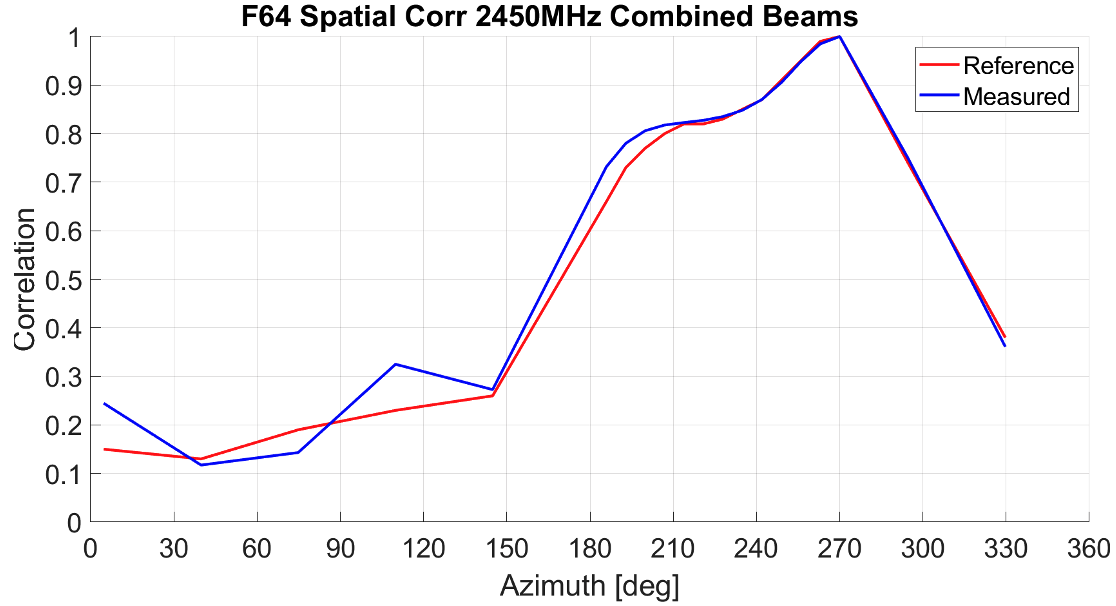 F64 Spatial Corr 2450MHz Combined Beams
1
0.9
0.8
0.7
0.6
0.5
0.4
0.3
0.2
0.1
0
Correlation
Reference
Measured
0 30 60 90 120 150 180 210 240 270 300 330 360
Azimuth [deg]